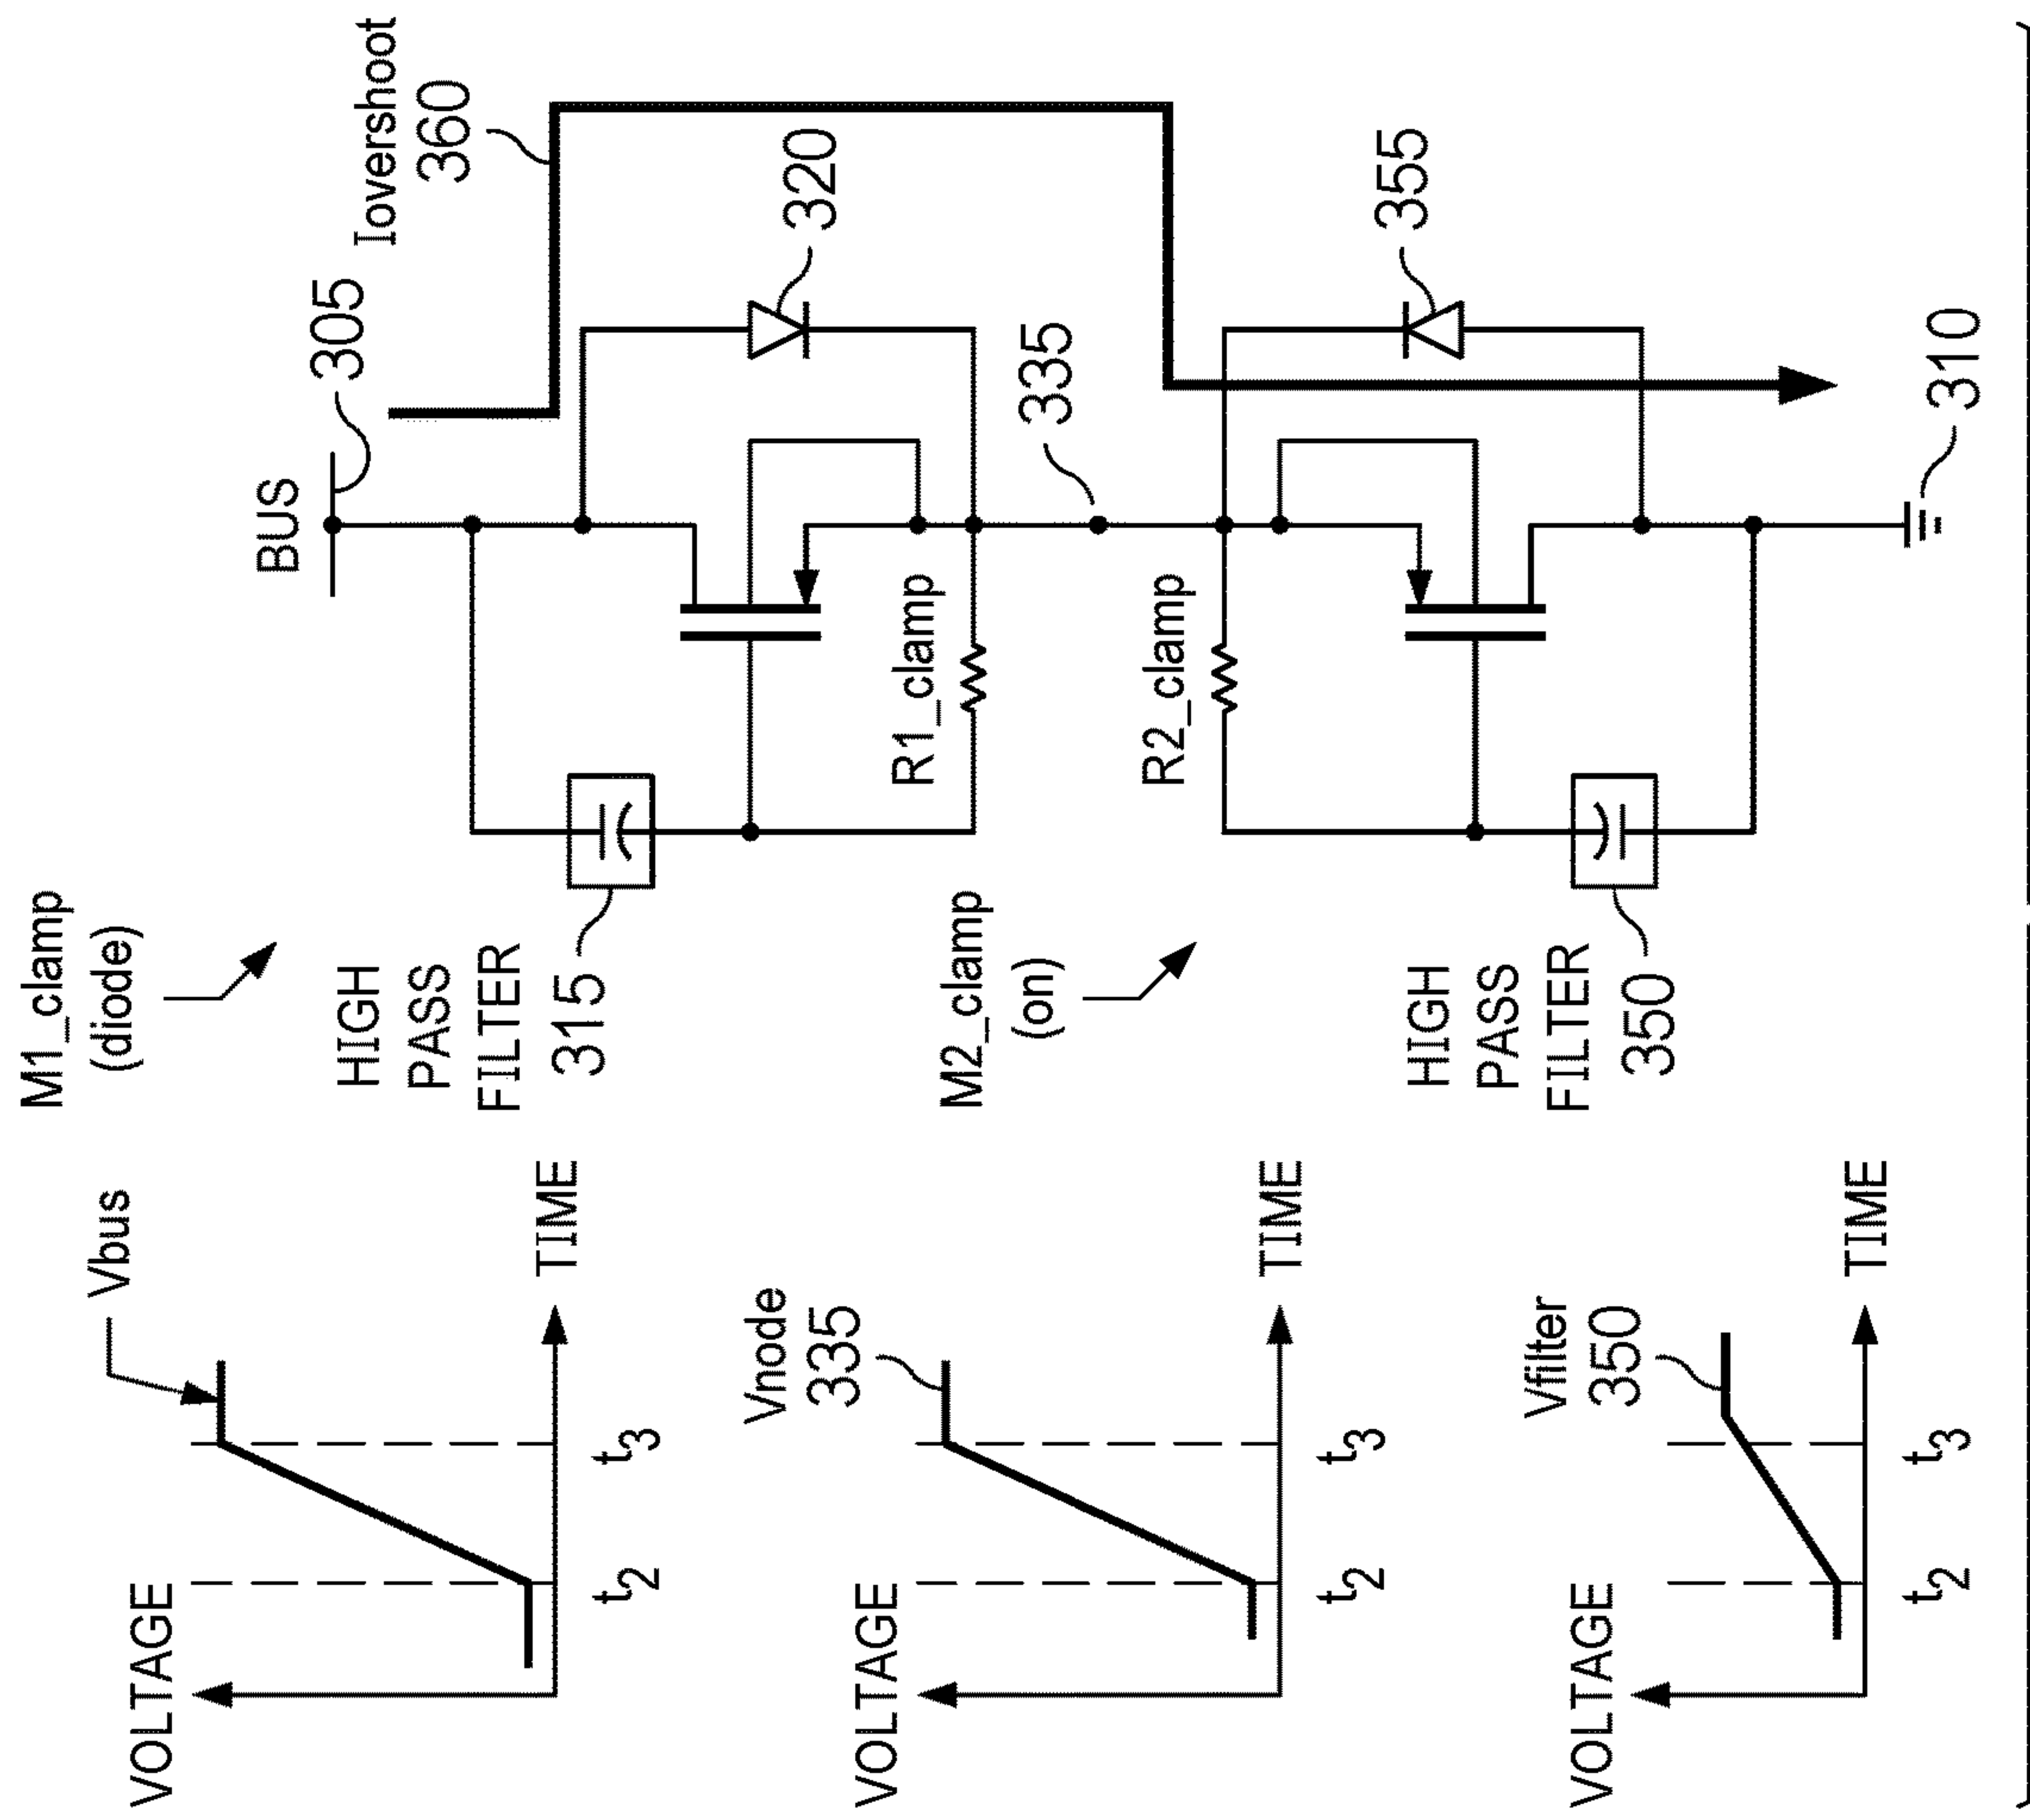 M1_clamp
(diode)
BUS
305
Iovershoot
360
HIGH
PASS
FILTER
315
320
R1_clamp
335
M2_clamp
(on)
R2_clamp
355
HIGH
PASS
FILTER
350
310
VOLTAGE
Vbus
t2
t3
TIME
VOLTAGE
Vnode
335
t2
t3
TIME
VOLTAGE
Vfilter
350
t2
t3
TIME